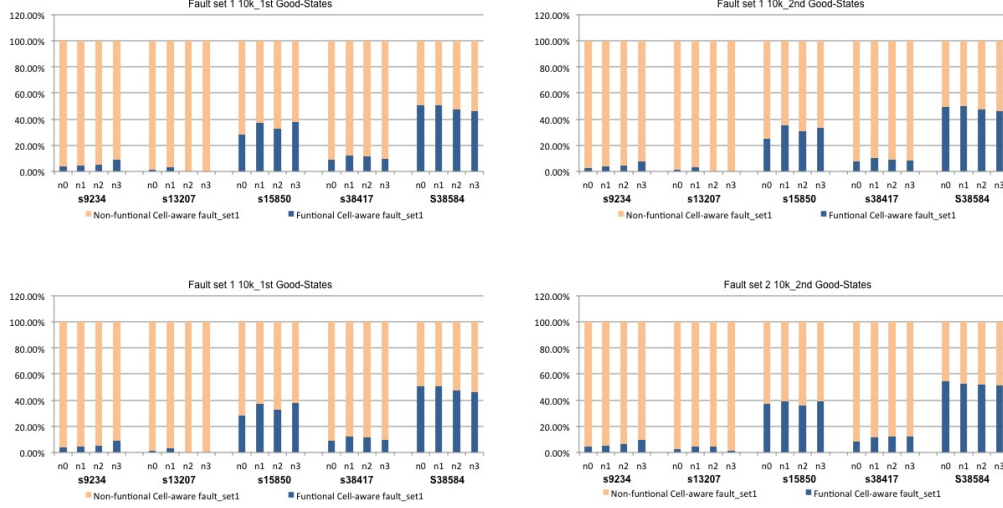 Fault set 1 10k_1st Good-States
120.00%
100.00%
80.00%
60.00%
40.00%
20.00%
0.00%
n0 n1 n2 n3 n0 n1 n2 n3 n0 n1 n2 n3 n0 n1 n2 n3 n0 n1 n2 n3
s9234 s13207 s15850 s38417 S38584
Non-funtional Cell-aware fault_set1 Funtional Cell-aware fault_set1
Fault set 1 10k_2nd Good-States
120.00%
100.00%
80.00%
60.00%
40.00%
20.00%
0.00%
n0 n1 n2 n3 n0 n1 n2 n3 n0 n1 n2 n3 n0 n1 n2 n3 n0 n1 n2 n3
s9234 s13207 s15850 s38417 S38584
Non-funtional Cell-aware fault_set1 Funtional Cell-aware fault_set1
Fault set 1 10k_1st Good-States
120.00%
100.00%
80.00%
60.00%
40.00%
20.00%
0.00%
n0 n1 n2 n3 n0 n1 n2 n3 n0 n1 n2 n3 n0 n1 n2 n3 n0 n1 n2 n3
s9234 s13207 s15850 s38417 S38584
Non-funtional Cell-aware fault_set1 Funtional Cell-aware fault_set1
Fault set 2 10k_2nd Good-States
120.00%
100.00%
80.00%
60.00%
40.00%
20.00%
0.00%
n0 n1 n2 n3 n0 n1 n2 n3 n0 n1 n2 n3 n0 n1 n2 n3 n0 n1 n2 n3
s9234 s13207 s15850 s38417 S38584
Non-funtional Cell-aware fault_set1 Funtional Cell-aware fault_set1